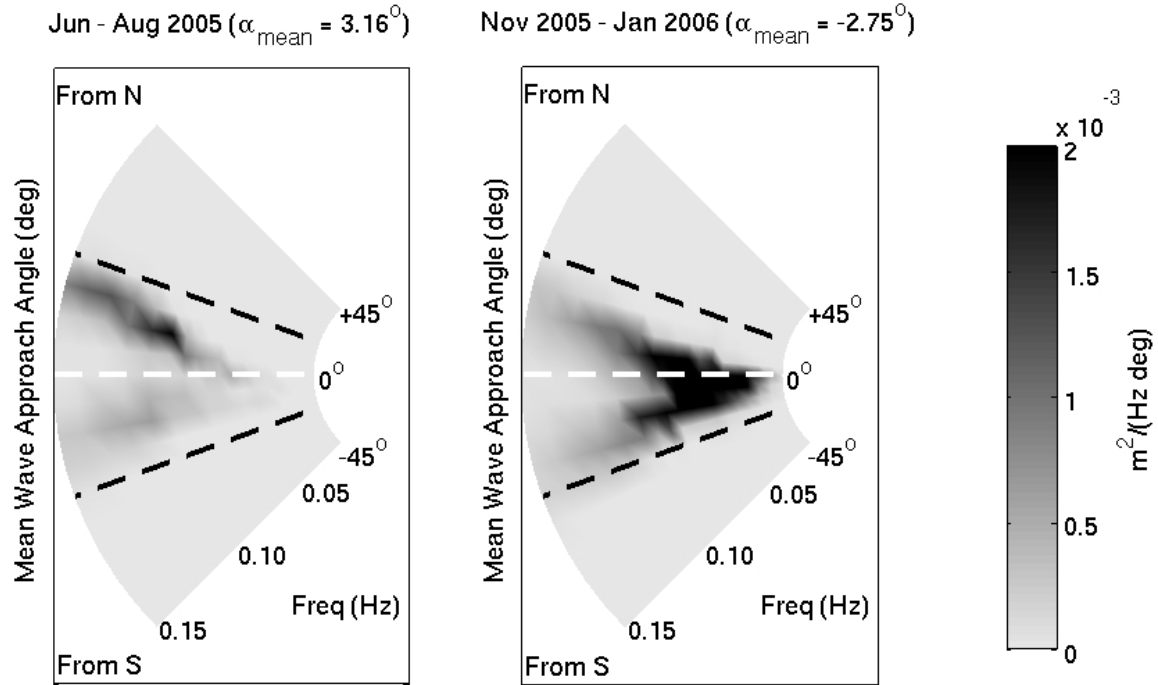 Jun - Aug 2005 (αmean = 3.16°)
Nov 2005 - Jan 2006 (αmean = -2.75°)
From N
Mean Wave Approach Angle (deg)
+45°
0°
-45°
0.05
0.10
0.15
Freq (Hz)
From S
From N
Mean Wave Approach Angle (deg)
+45°
0°
-45°
0.05
0.10
0.15
Freq (Hz)
From S
x 10⁻³
2
1.5
1
0.5
0
m²/(Hz deg)